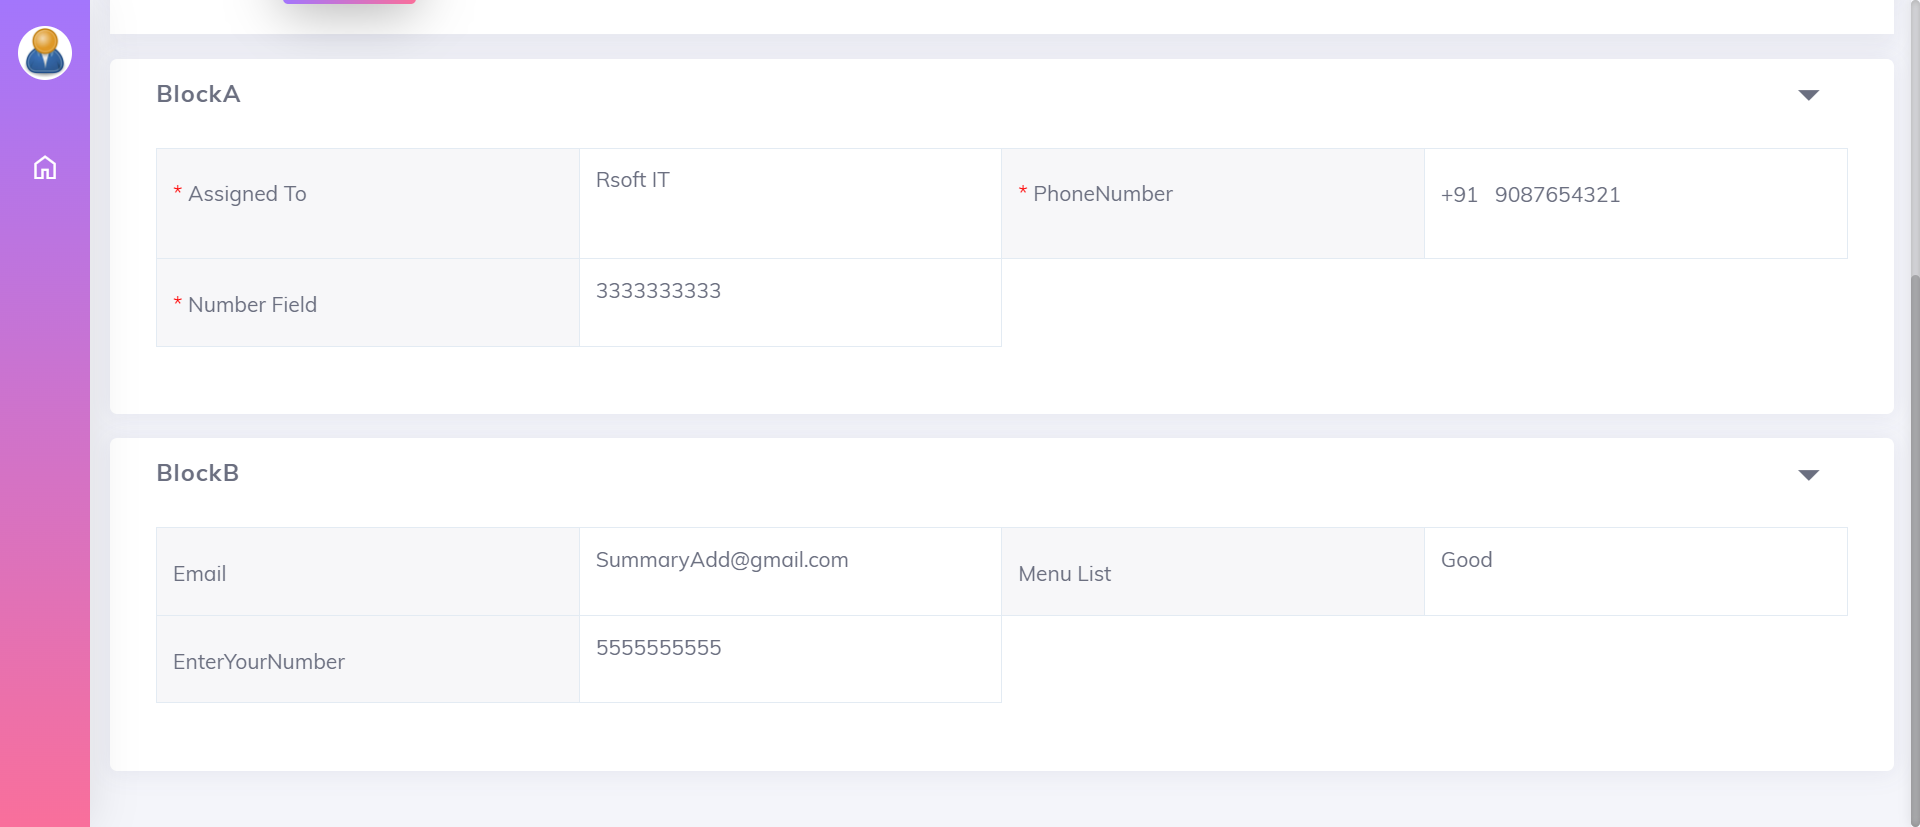 BlockA
* Assigned To
Rsoft IT
* PhoneNumber
+91 9087654321
* Number Field
3333333333
BlockB
Email
SummaryAdd@gmail.com
Menu List
Good
EnterYourNumber
5555555555